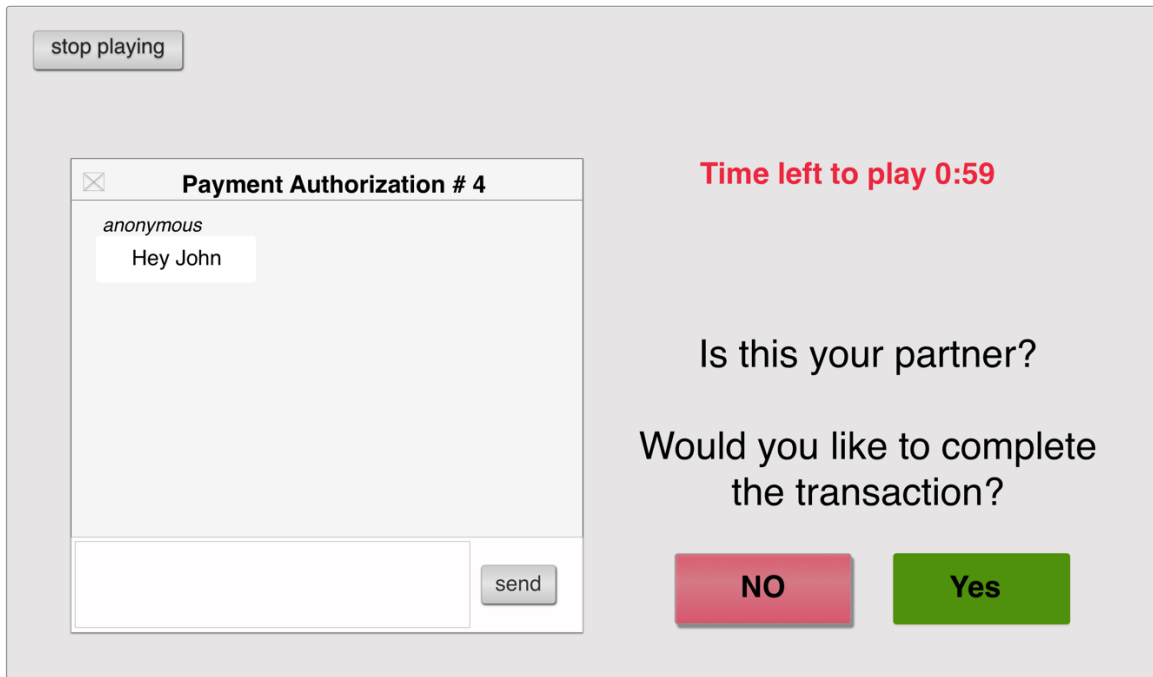 stop playing
Payment Authorization # 4
anonymous
Hey John
send
Time left to play 0:59
Is this your partner?
Would you like to complete
the transaction?
NO
Yes